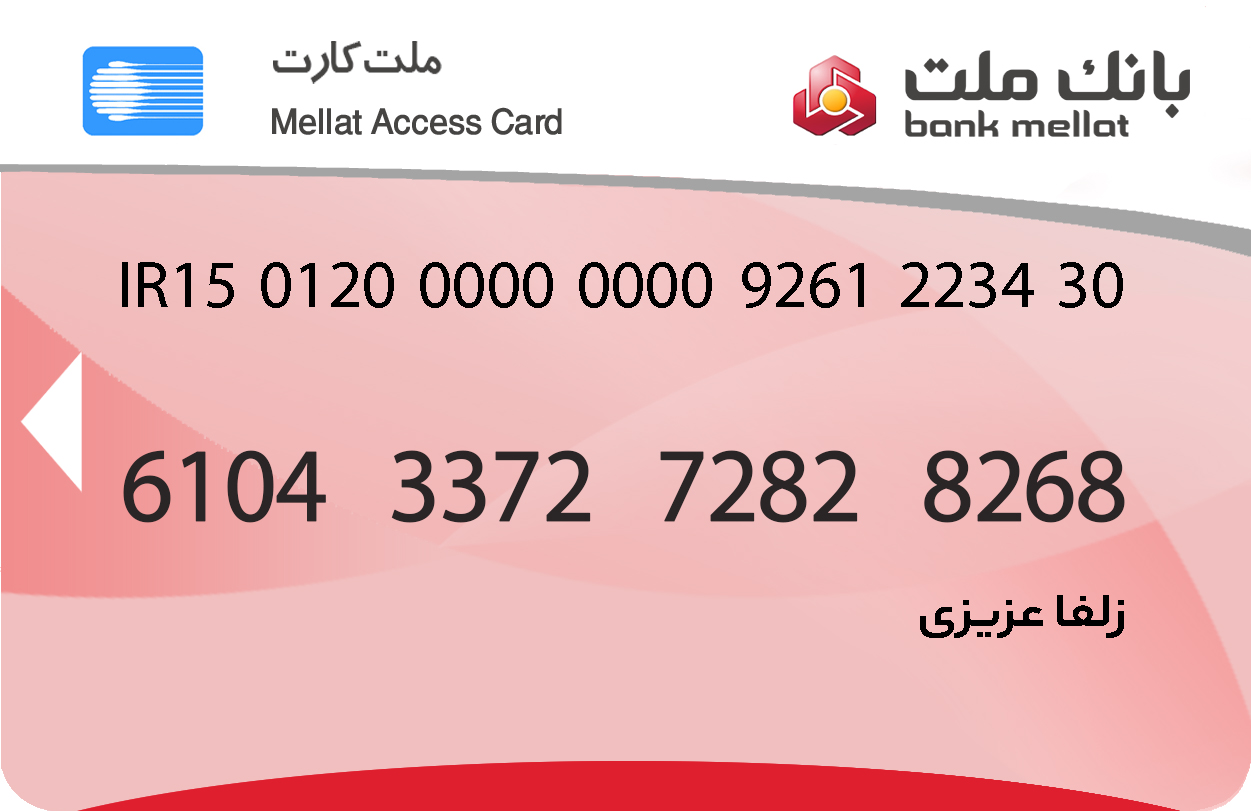 ملت کارت
Mellat Access Card
بانك ملت
bank mellat
IR15 0120 0000 0000 9261 2234 30
6104 3372 7282 8268
زلفا عزیزی